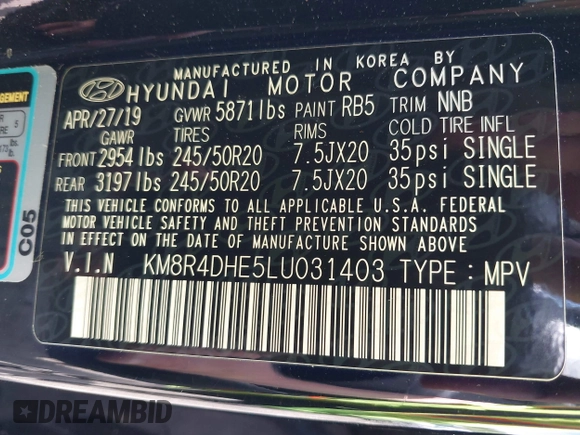 MANUFACTURED IN KOREA BY
HYUNDAI MOTOR COMPANY
APR/27/19 GVWR 5871lbs PAINT RB5 TRIM NNB
GAWR TIRES RIMS COLD TIRE INFL
FRONT 2954lbs 245/50R20 7.5JX20 35psi SINGLE
REAR 3197lbs 245/50R20 7.5JX20 35psi SINGLE
THIS VEHICLE CONFORMS TO ALL APPLICABLE U.S.A. FEDERAL
MOTOR VEHICLE SAFETY AND THEFT PREVENTION STANDARDS
IN EFFECT ON THE DATE OF MANUFACTURE SHOWN ABOVE.
V.I.N KM8R4DHE5LU031403 TYPE: MPV
C05
DREAMBID